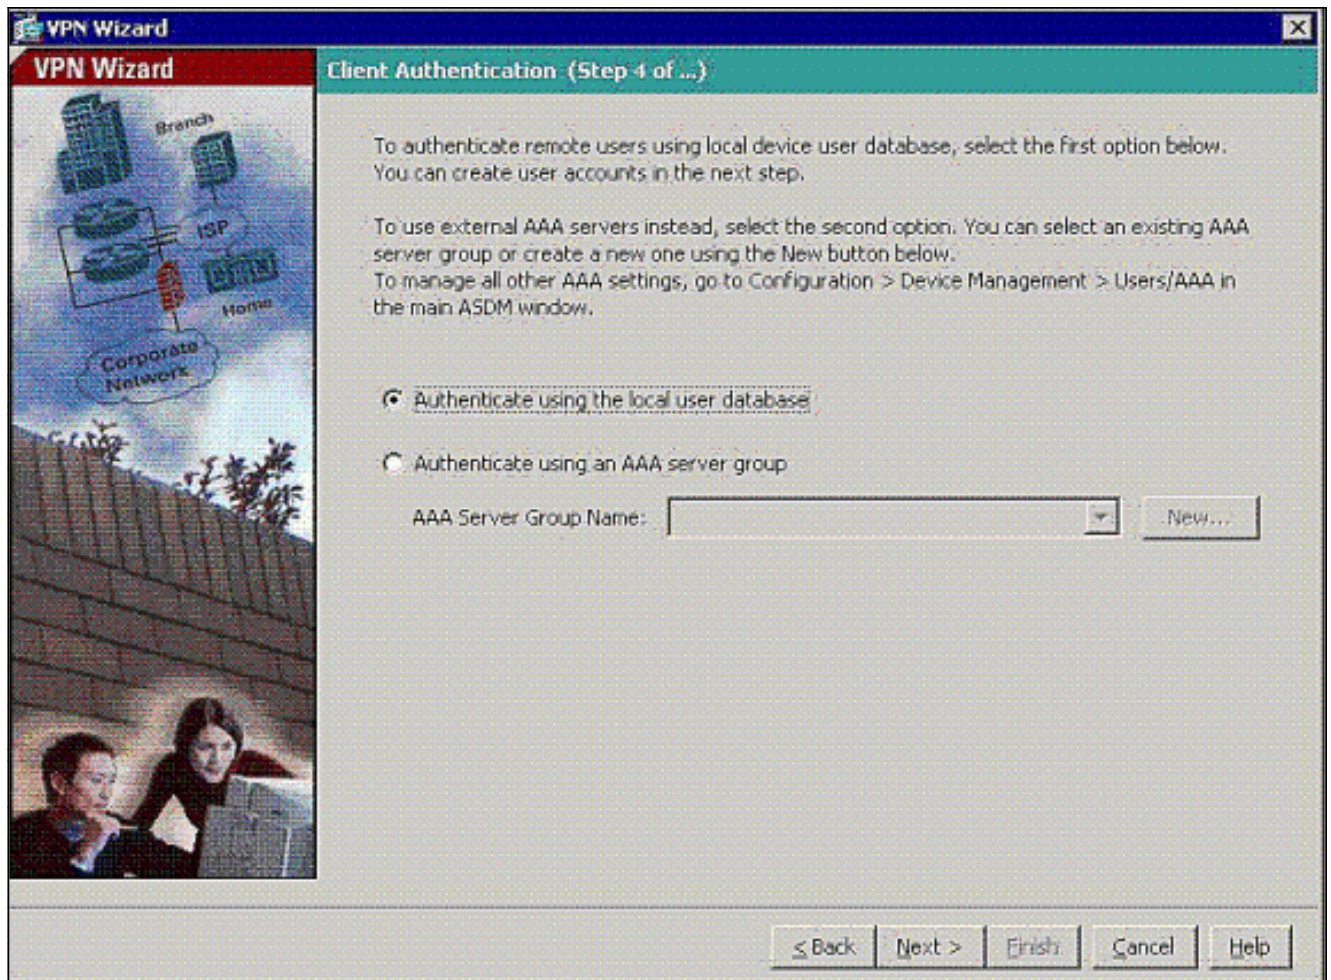 VPN Wizard
VPN Wizard
Client Authentication (Step 4 of ...)
Branch
ISP
Home
Corporate
Network
To authenticate remote users using local device user database, select the first option below.
You can create user accounts in the next step.
To use external AAA servers instead, select the second option. You can select an existing AAA
server group or create a new one using the New button below.
To manage all other AAA settings, go to Configuration > Device Management > Users/AAA in
the main ASDM window.
Authenticate using the local user database
Authenticate using an AAA server group
AAA Server Group Name:
New...
< Back
Next >
Finish
Cancel
Help